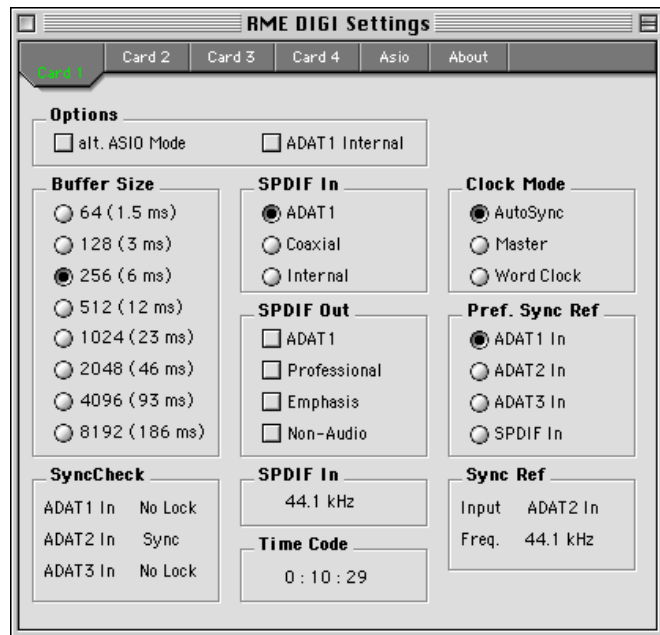 RME DIGI Settings
Card 1 Card 2 Card 3 Card 4 Asio About
Options
alt. ASIO Mode ADAT1 Internal
Buffer Size
64 (1.5 ms)
128 (3 ms)
256 (6 ms)
512 (12 ms)
1024 (23 ms)
2048 (46 ms)
4096 (93 ms)
8192 (186 ms)
SPDIF In
ADAT1
Coaxial
Internal
Clock Mode
AutoSync
Master
Word Clock
SPDIF Out
ADAT1
Professional
Emphasis
Non-Audio
Pref. Sync Ref
ADAT1 In
ADAT2 In
ADAT3 In
SPDIF In
SyncCheck
ADAT1 In No Lock
ADAT2 In Sync
ADAT3 In No Lock
SPDIF In
44.1 kHz
Time Code
0 : 10 : 29
Sync Ref
Input ADAT2 In
Freq. 44.1 kHz